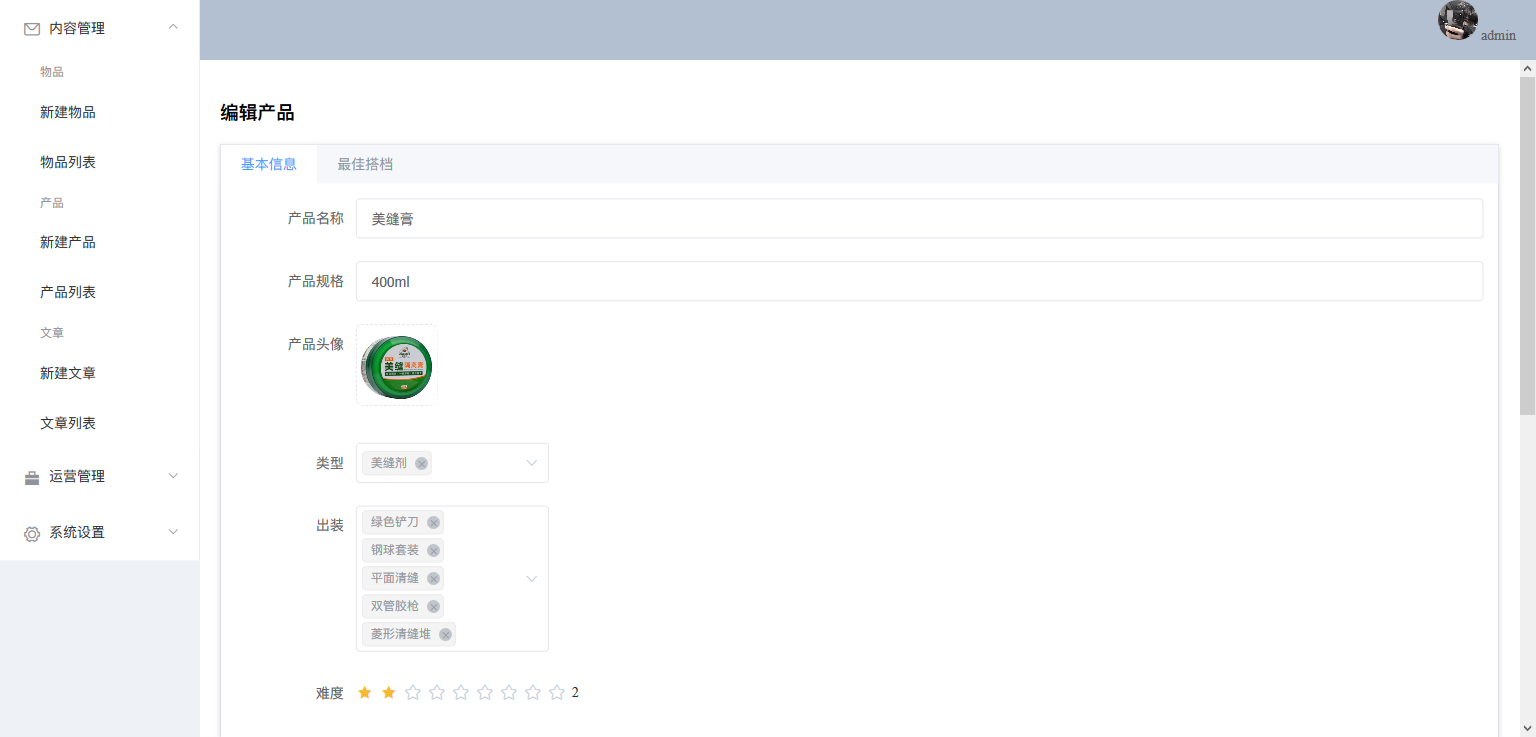 内容管理
物品
新建物品
物品列表
产品
新建产品
产品列表
文章
新建文章
文章列表
运营管理
系统设置
admin
编辑产品
基本信息 最佳搭档
产品名称 美缝膏
产品规格 400ml
产品头像
美缝
类型 美缝剂
出装 绿色铲刀
钢球套装
平面清缝
双管胶枪
菱形清缝堆
难度 2